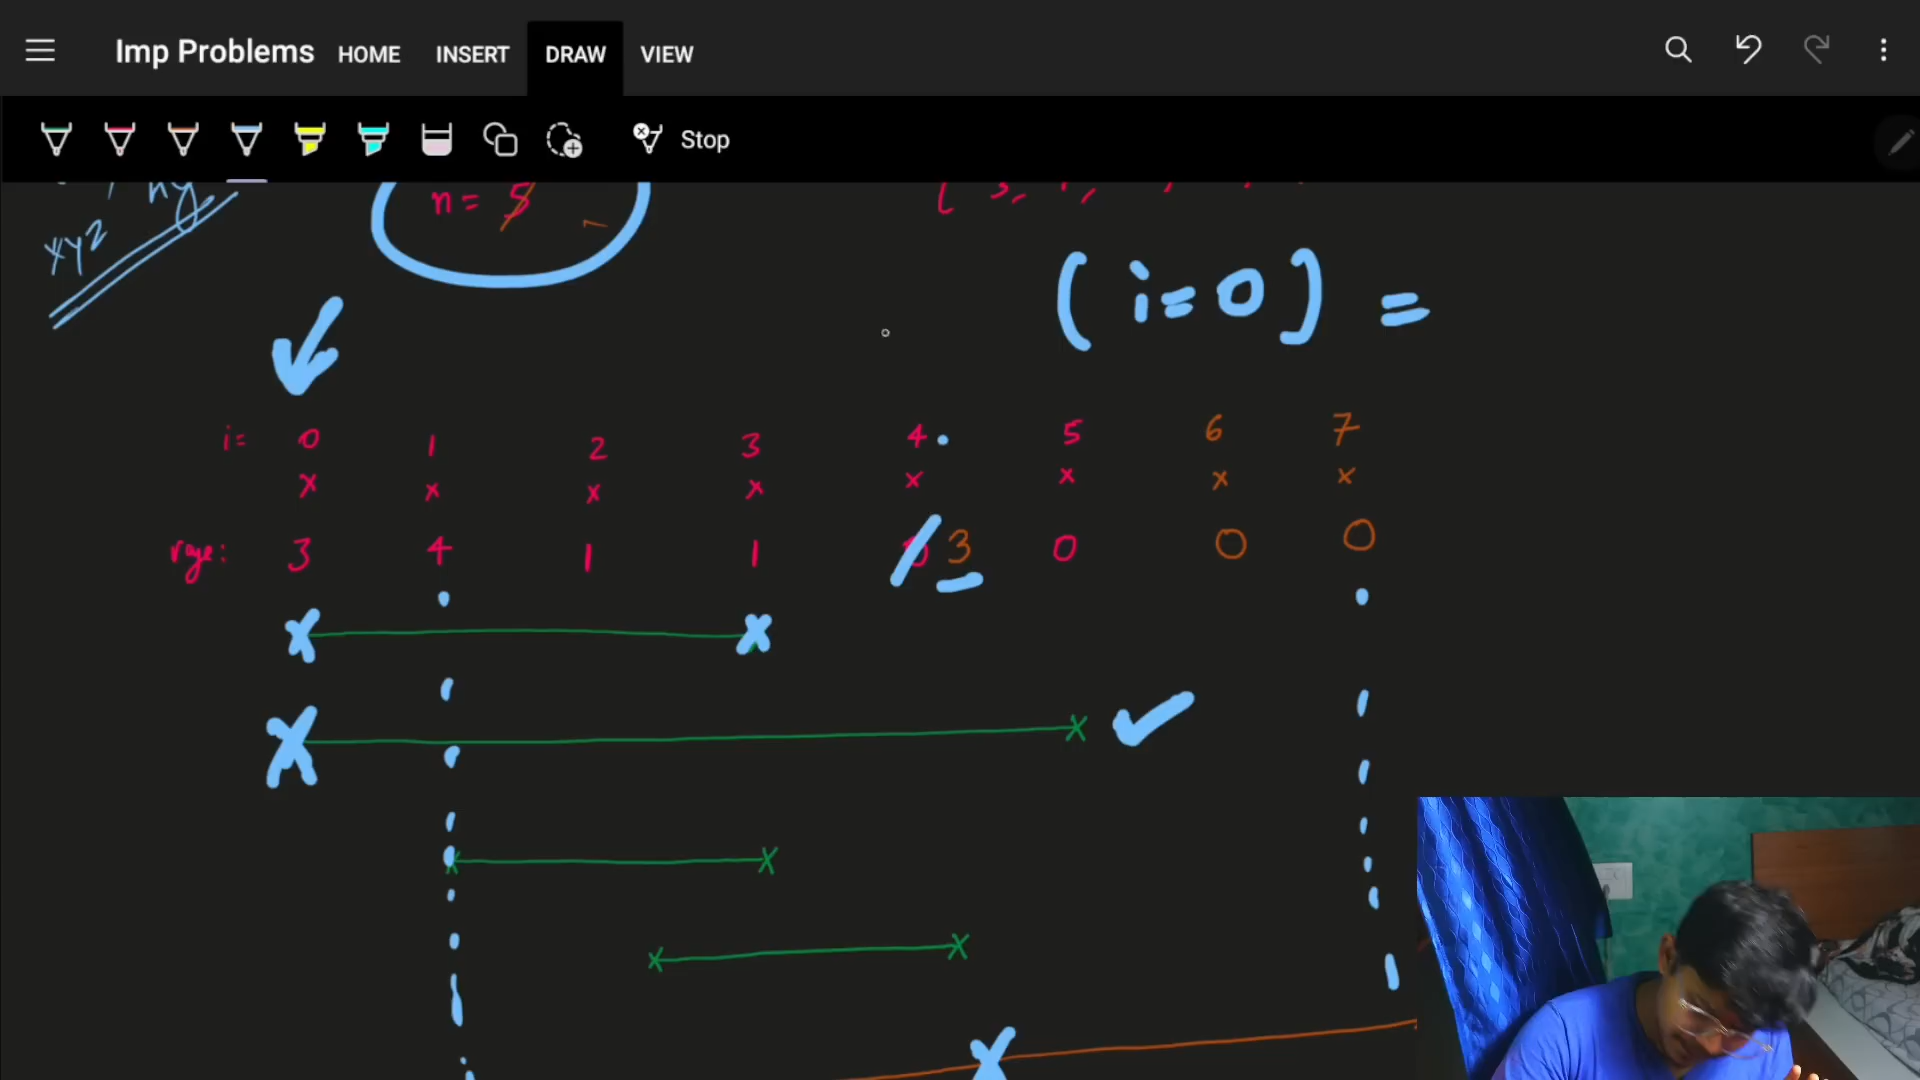 Imp Problems HOME INSERT DRAW VIEW
Stop
n = 5
xyz
(i=0) =
i= 0 1 2 3 4 5 6 7
x x x x x x x x
3 4 1 1 0 3 0 0 0